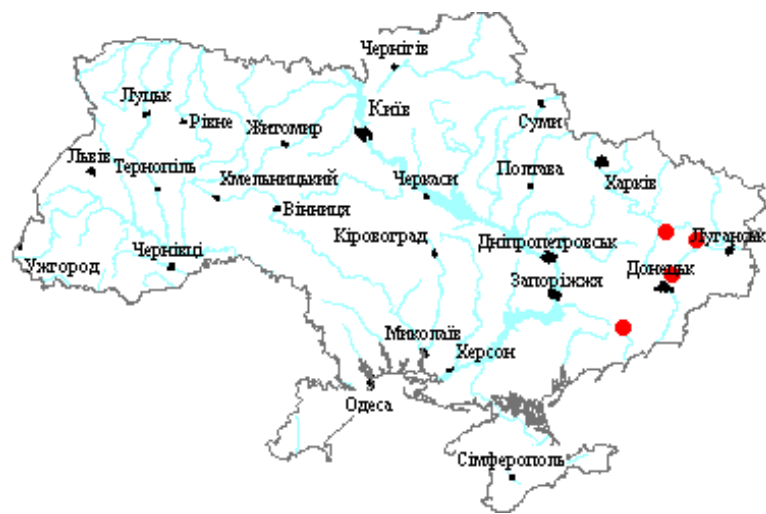 Чернігів
Луцьк
Рівне
Київ
Суми
Житомир
Львів
Тернопіль
Хмельницький
Черкаси
Полтава
Харків
Вінниця
Ужгород
Чернівці
Кіровоград
Дніпропетровськ
Луганськ
Запоріжжя
Донецьк
Миколаїв
Херсон
Одеса
Сімферополь